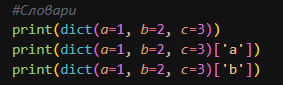 #Словари
print(dict(a=1, b=2, c=3))
print(dict(a=1, b=2, c=3)['a'])
print(dict(a=1, b=2, c=3)['b'])